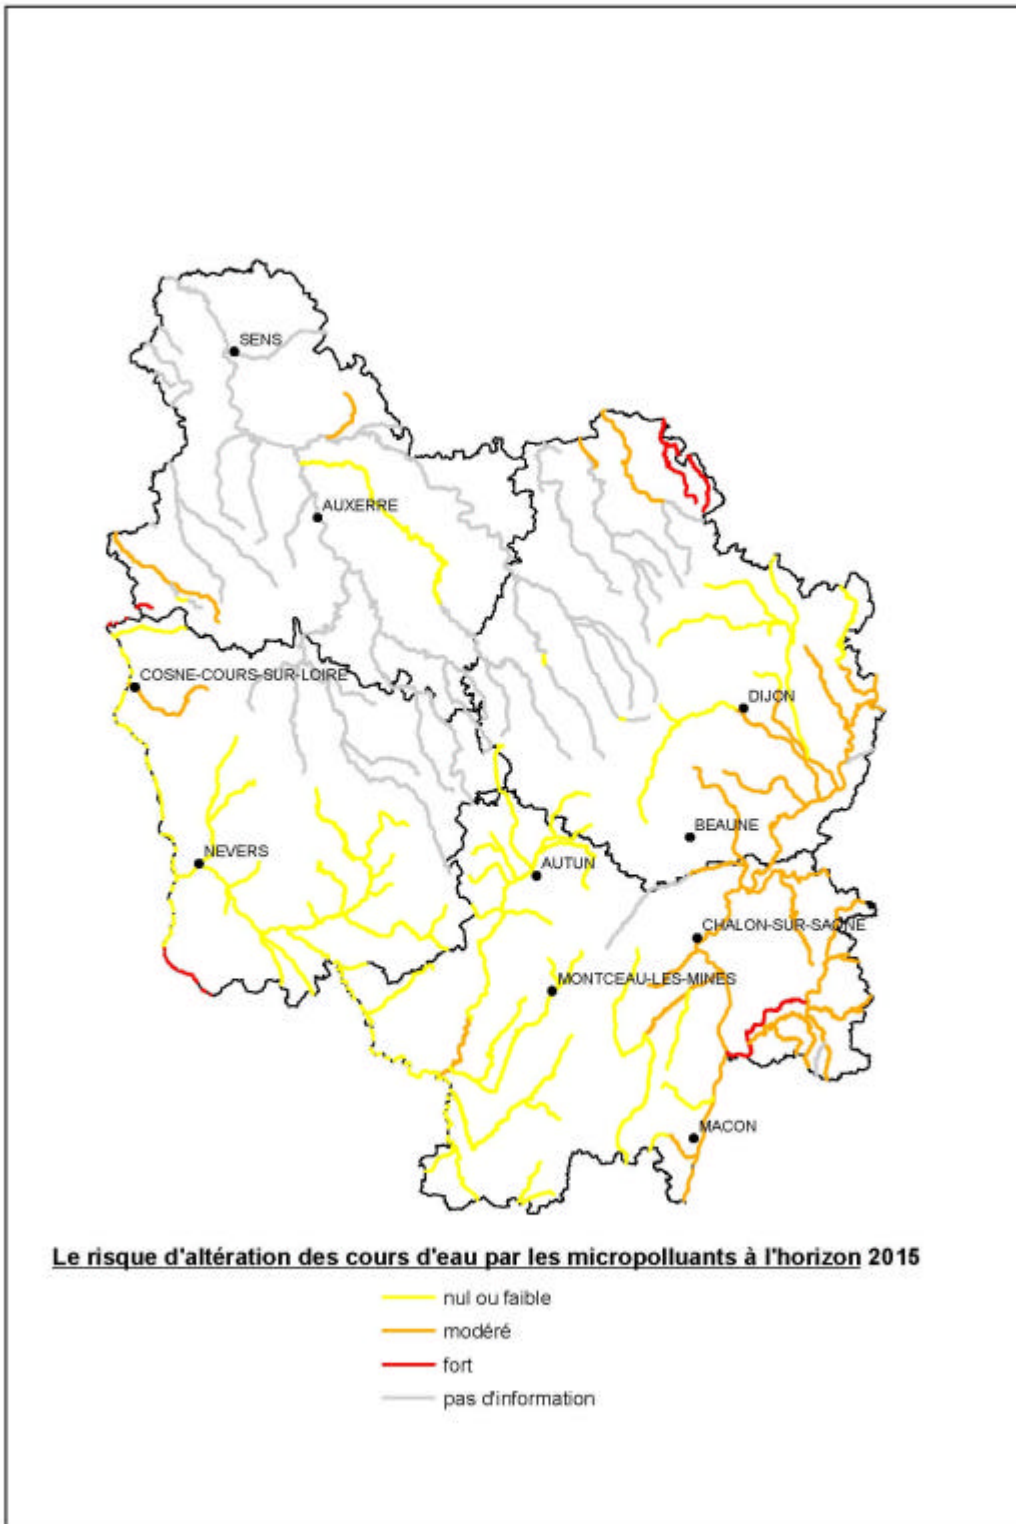 SENS
AUXERRE
COSNE-COURS-SUR-LOIRE
DIJON
BEAUNE
NEVERS
AUTUN
CHALON-SUR-SAONE
MONTCEAU-LES-MINES
MACON
Le risque d'altération des cours d'eau par les micropolluants à l'horizon 2015
nul ou faible
modéré
fort
pas d'information